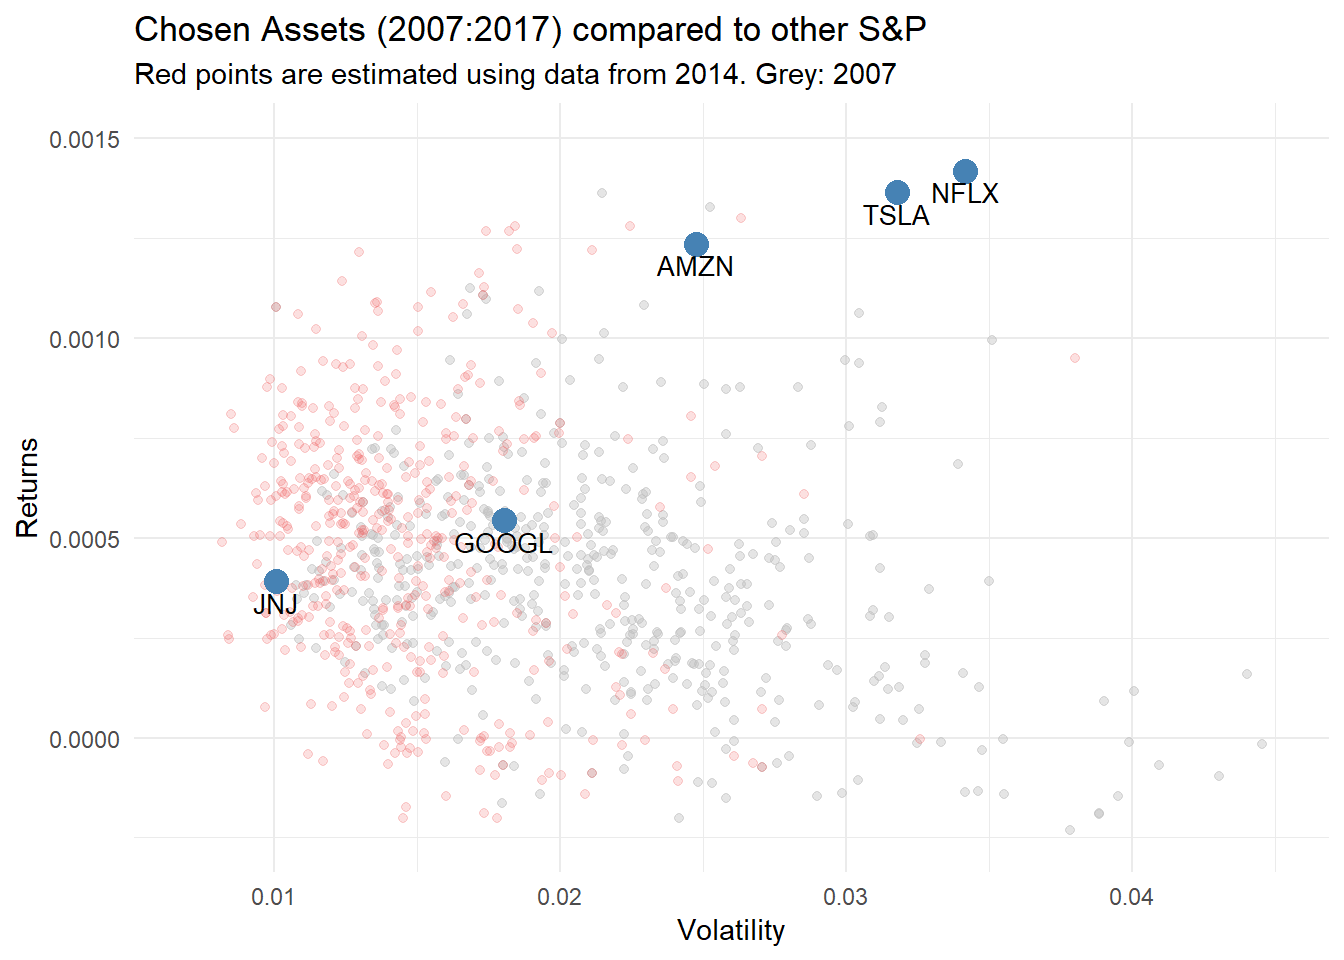 Chosen Assets (2007:2017) compared to other S&P
Red points are estimated using data from 2014. Grey: 2007
0.0015
NFLX
TSLA
AMZN
0.0010
Returns
0.0005
GOOGL
JNJ
0.0000
0.01
0.02
0.03
0.04
Volatility